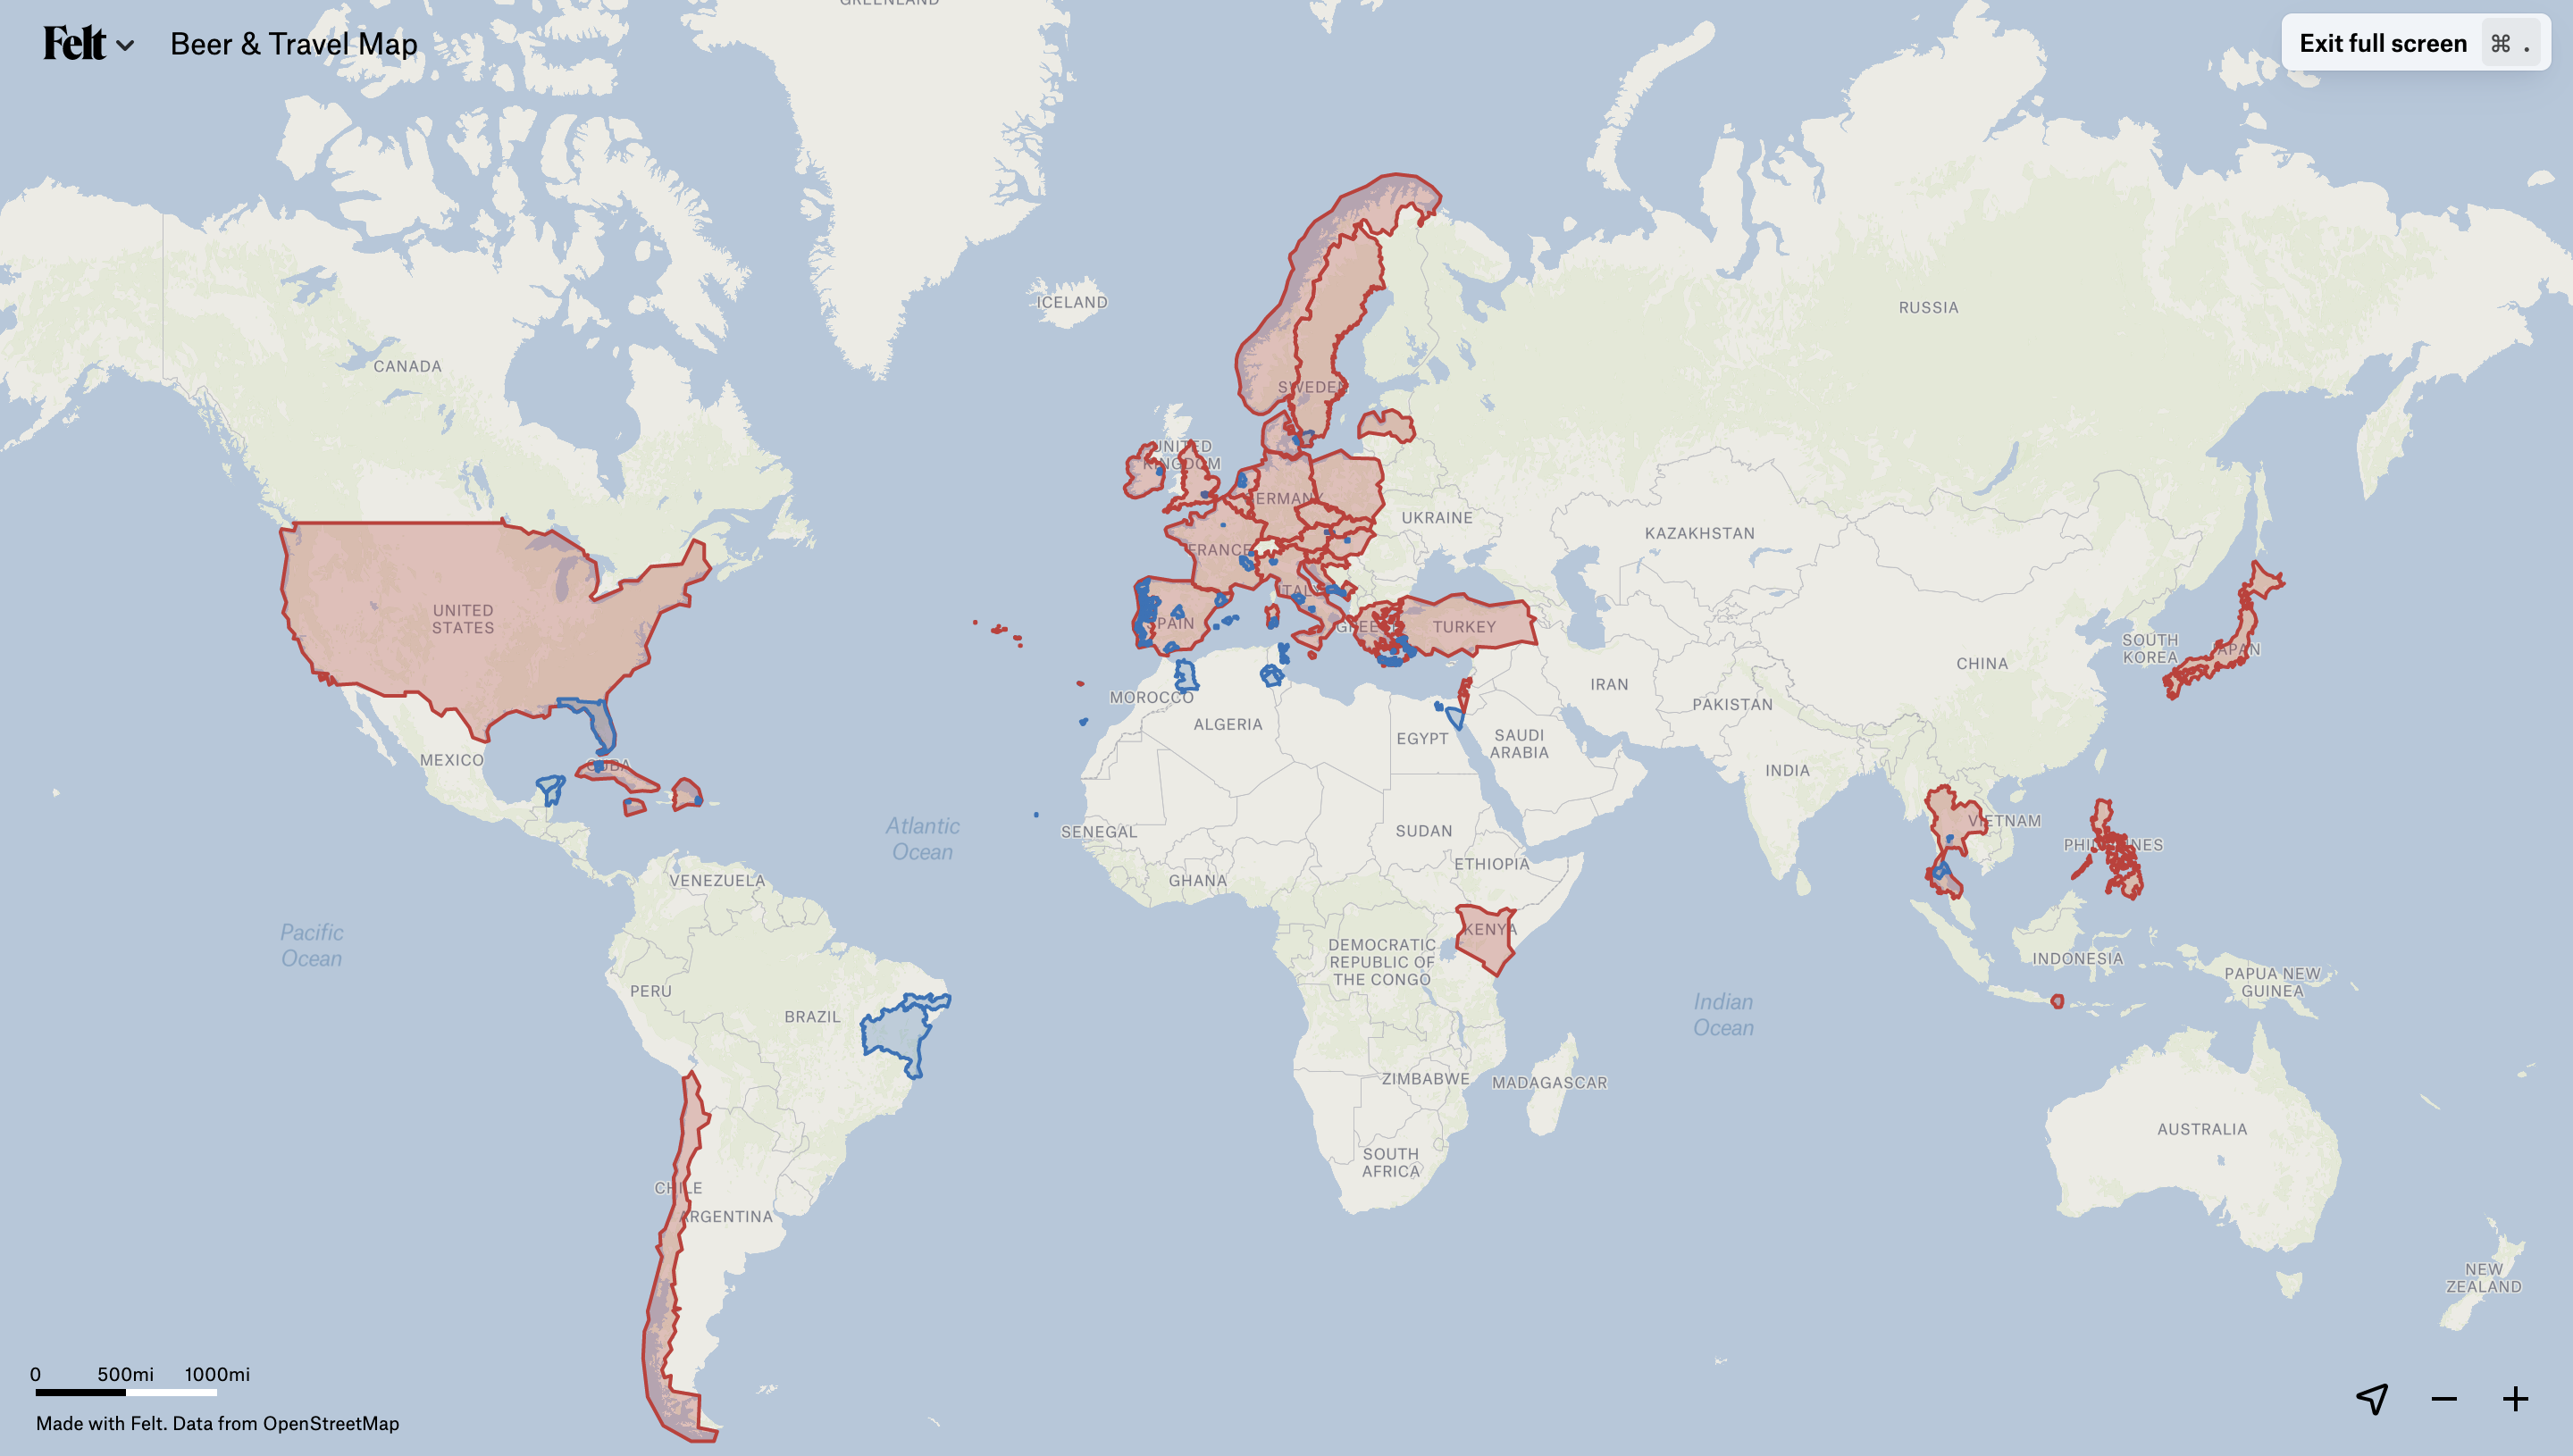 GREENLAND
Felt
Beer & Travel Map
Exit full screen ⌘ .
ICELAND
RUSSIA
CANADA
SWEDEN
UNITED
KINGDOM
GERMANY
UKRAINE
KAZAKHSTAN
FRANCE
ITALY
UNITED
STATES
SPAIN
GREECE
TURKEY
SOUTH
KOREA
JAPAN
CHINA
MOROCCO
IRAN
PAKISTAN
ALGERIA
EGYPT
SAUDI
ARABIA
MEXICO
CUBA
INDIA
Atlantic
Ocean
SENEGAL
SUDAN
VIETNAM
PHILIPPINES
ETHIOPIA
VENEZUELA
GHANA
Pacific
Ocean
KENYA
DEMOCRATIC
REPUBLIC OF
THE CONGO
INDONESIA
PAPUA NEW
GUINEA
PERU
BRAZIL
Indian
Ocean
ZIMBABWE
MADAGASCAR
AUSTRALIA
SOUTH
AFRICA
CHILE
ARGENTINA
NEW
ZEALAND
0 500mi 1000mi
Made with Felt. Data from OpenStreetMap